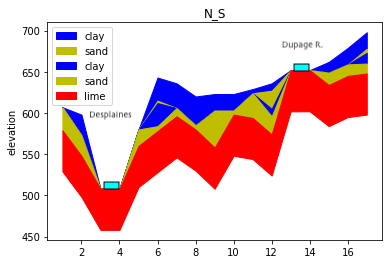 N_S
clay
sand
clay
sand
lime
Desplaines
Dupage R.
elevation
700
650
600
550
500
450
2 4 6 8 10 12 14 16